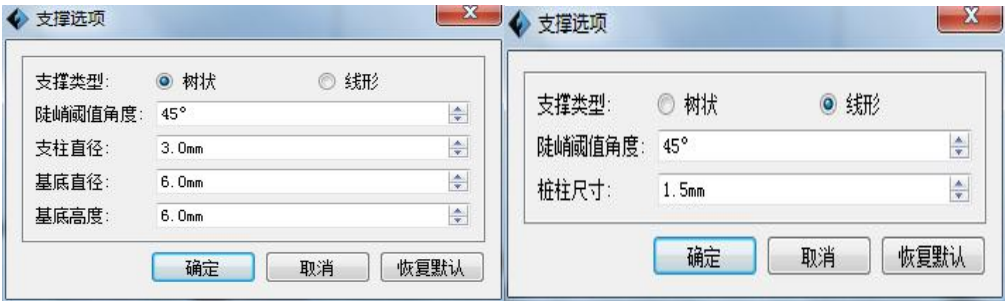 支撑选项
支撑类型: 树状 线形
陡峭阈值角度: 45°
支柱直径: 3.0mm
基底直径: 6.0mm
基底高度: 6.0mm
确定 取消 恢复默认
支撑选项
支撑类型: 树状 线形
陡峭阈值角度: 45°
桩柱尺寸: 1.5mm
确定 取消 恢复默认